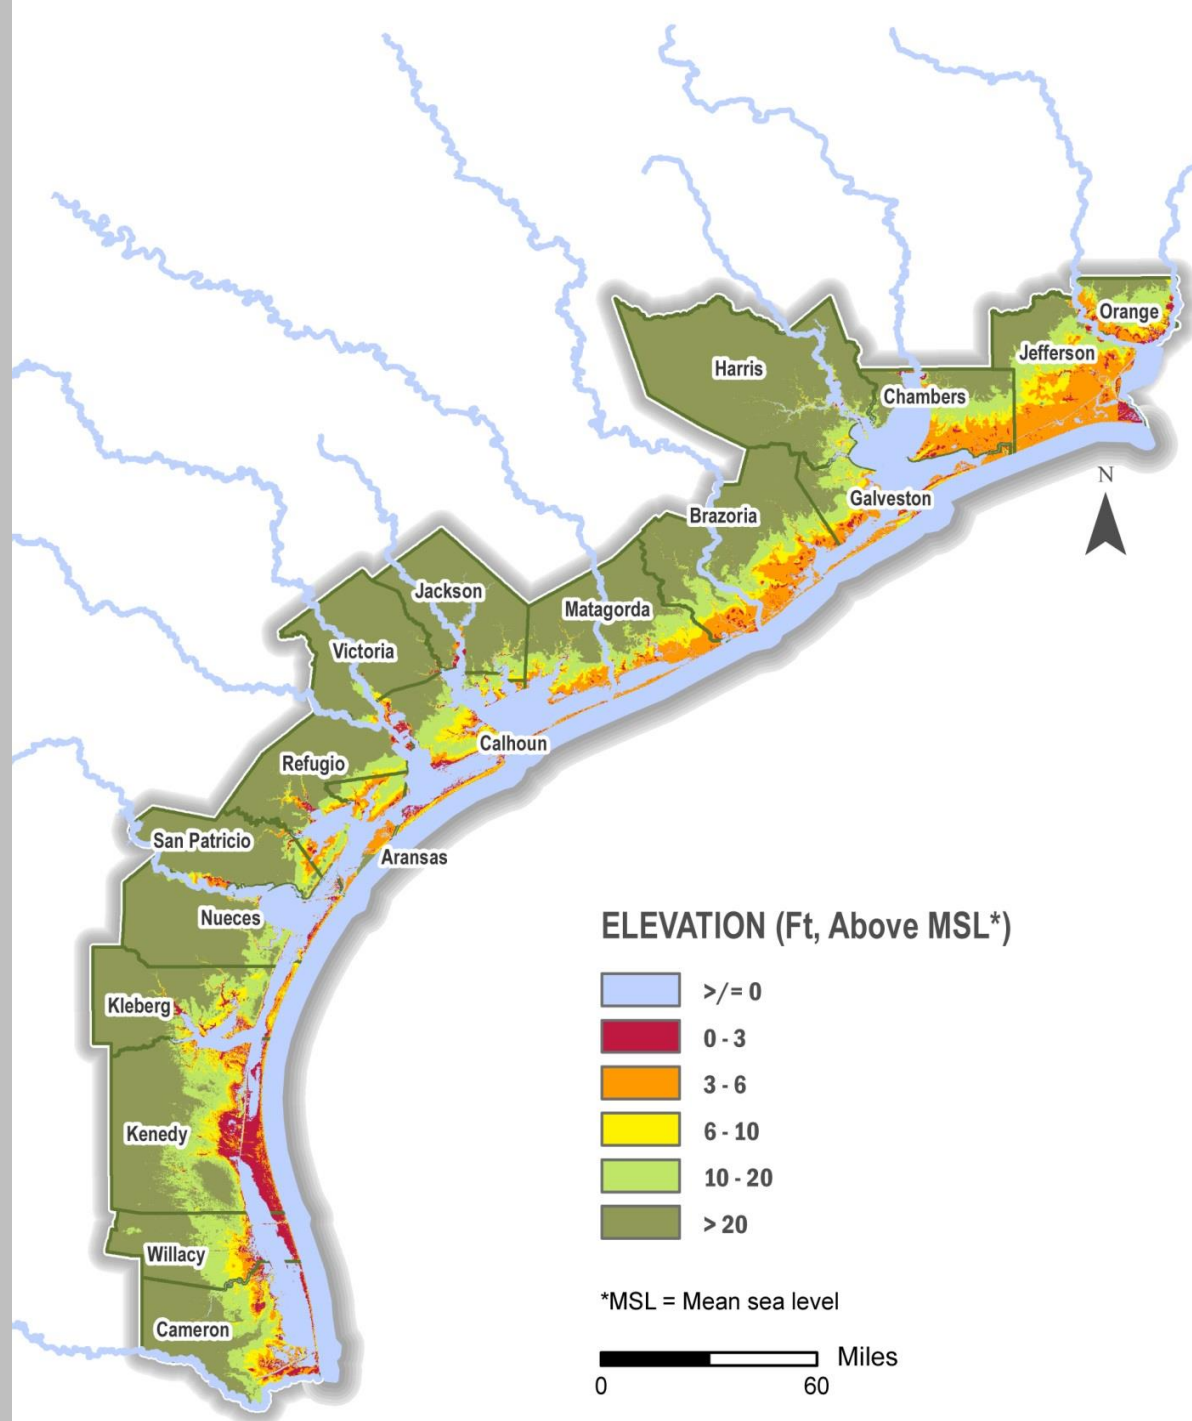 Orange
Jefferson
Harris
Chambers
N
Galveston
Brazoria
Jackson
Matagorda
Victoria
Calhoun
Refugio
San Patricio
Aransas
Nueces
ELEVATION (Ft, Above MSL*)
>/= 0
Kleberg
0 - 3
3 - 6
Kenedy
6 - 10
10 - 20
> 20
Willacy
*MSL = Mean sea level
Cameron
Miles
0 60